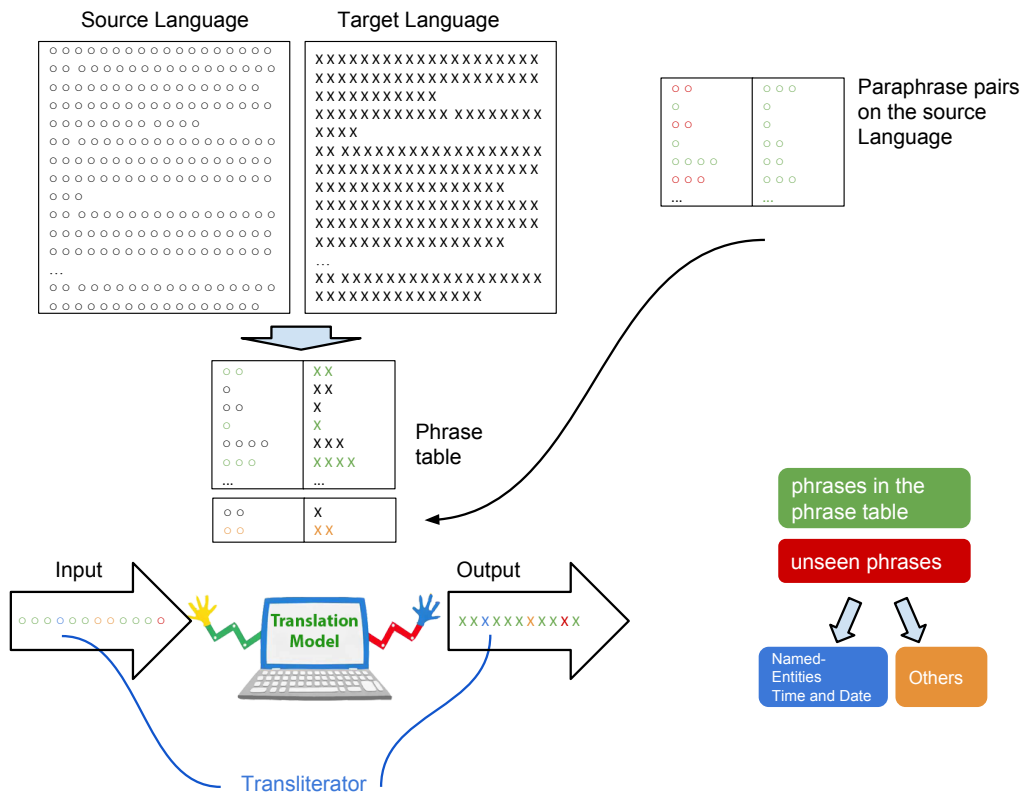 Source Language
Target Language
Paraphrase pairs
on the source
Language
...
...
...
...
Phrase
table
...
...
phrases in the
phrase table
unseen phrases
Input
Output
Translation
Model
Named-
Entities
Time and Date
Others
Transliterator